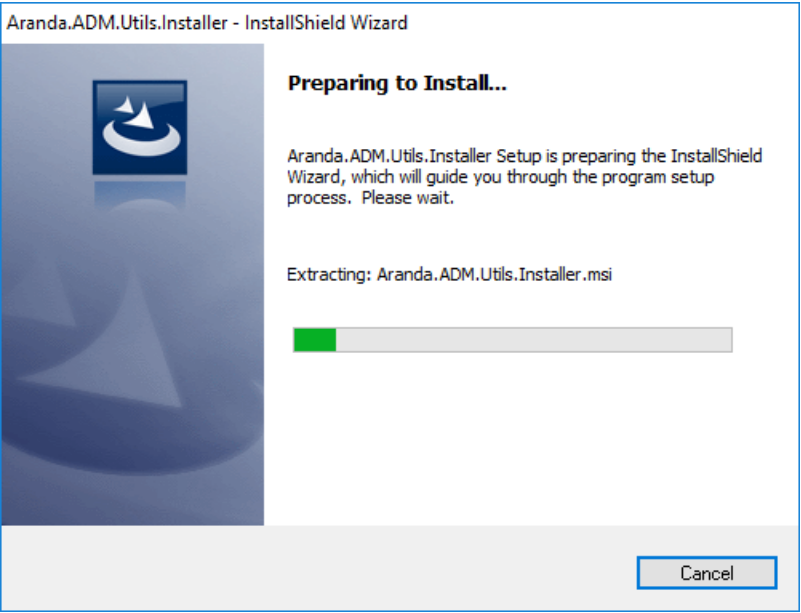 Aranda.ADM.Utils.Installer - InstallShield Wizard
Preparing to Install...
Aranda.ADM.Utils.Installer Setup is preparing the InstallShield
Wizard, which will guide you through the program setup
process.  Please wait.
Extracting: Aranda.ADM.Utils.Installer.msi
Cancel